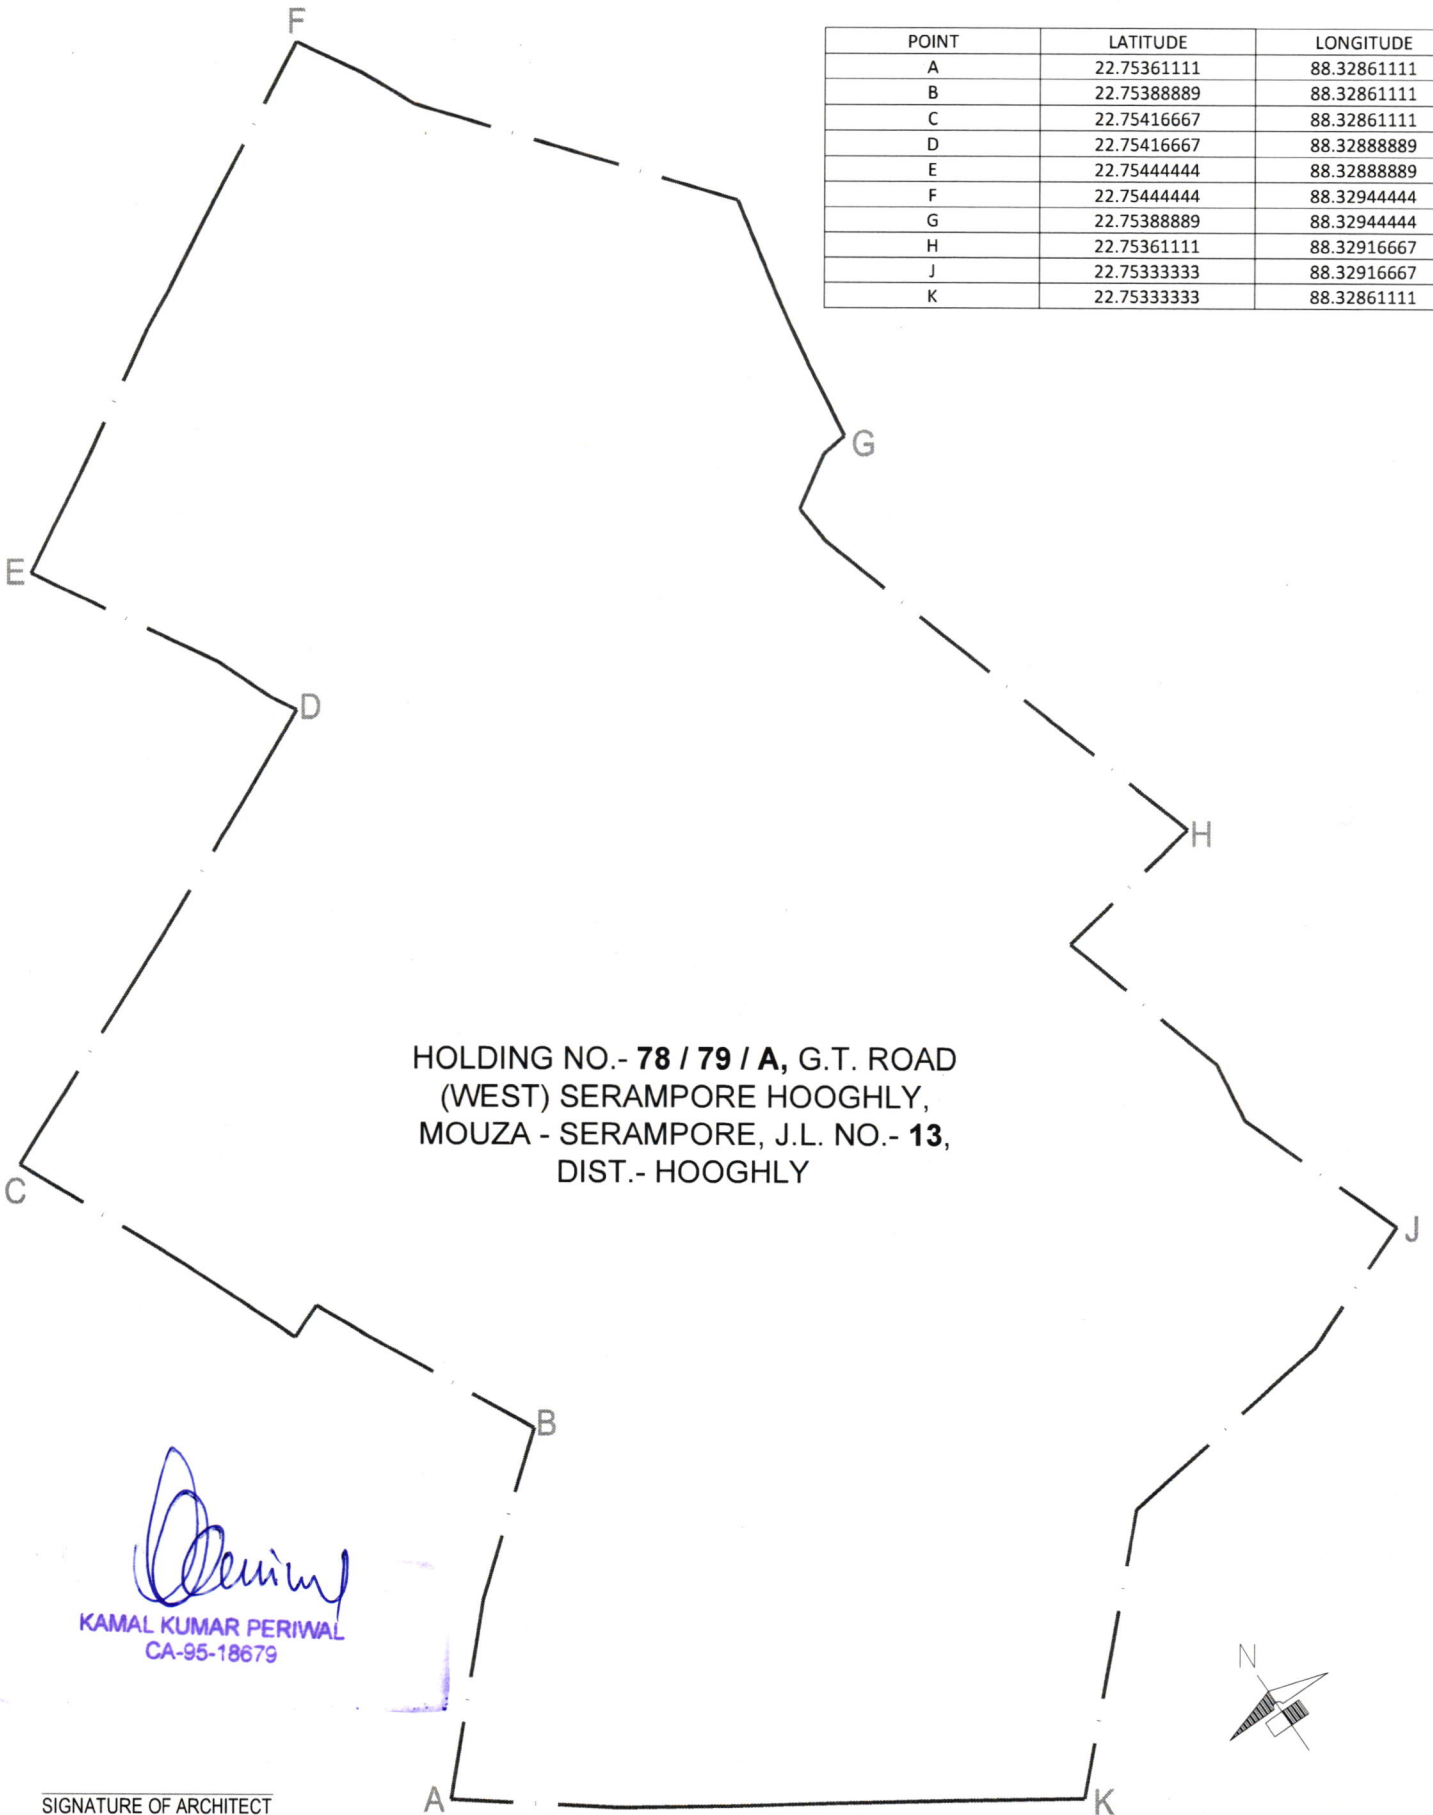 F
POINT LATITUDE LONGITUDE
A 22.75361111 88.32861111
B 22.75388889 88.32861111
C 22.75416667 88.32861111
D 22.75416667 88.32888889
E 22.75444444 88.32888889
F 22.75444444 88.32944444
G 22.75388889 88.32944444
H 22.75361111 88.32916667
J 22.75333333 88.32916667
K 22.75333333 88.32861111
G
E
D
H
HOLDING NO.- 78 / 79 / A, G.T. ROAD
(WEST) SERAMPORE HOOGHLY,
MOUZA - SERAMPORE, J.L. NO.- 13,
DIST.- HOOGHLY
C
J
B
KAMAL KUMAR PERIWAL
CA-95-18679
N
SIGNATURE OF ARCHITECT
A
K